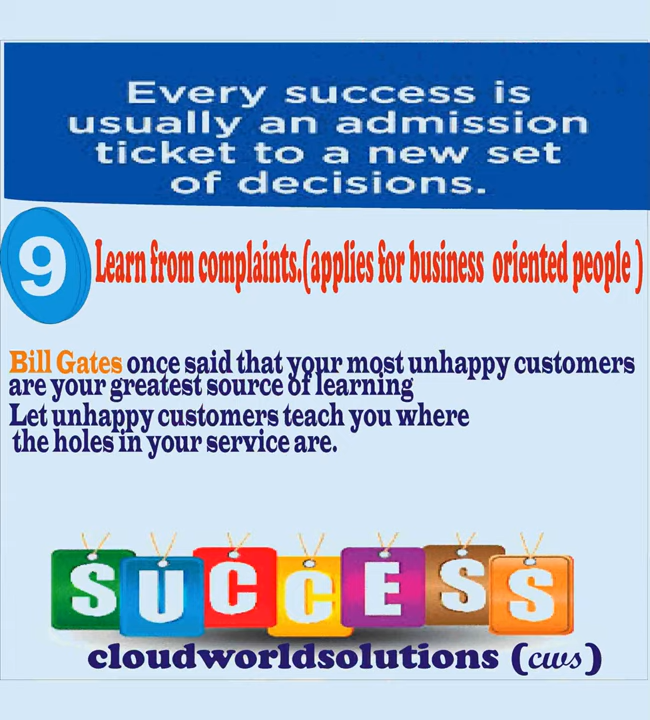 Every success is
usually an admission
ticket to a new set
of decisions.
9
Learn from complaints.(applies for business oriented people )
Bill Gates once said that your most unhappy customers
are your greatest source of learning
Let unhappy customers teach you where
the holes in your service are.
SUCCESS
cloudworldsolutions (cws)